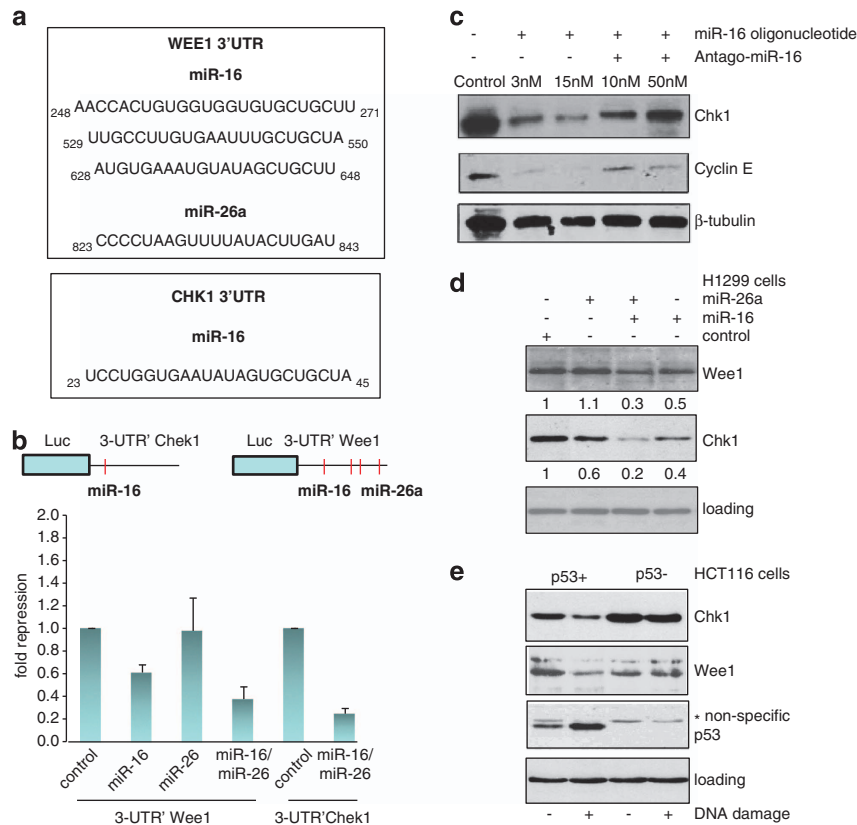 a
WEE1 3'UTR
miR-16
248 AACCACUGUGGUGGUGUGCUGCUU 271
529 UUGCCUUGUGAAUUUGCUGCUA 550
628 AUGUGAAAUGUAUAGCUGCUU 648
miR-26a
823 CCCCUAAGUUUUAUACUUGAU 843
CHK1 3'UTR
miR-16
23 UCCUGGUGAAUAUAGUGCUGCUA 45
b
Luc 3-UTR' Chek1
miR-16
Luc 3-UTR' Wee1
miR-16 miR-26a
fold repression
2.0
1.8
1.6
1.4
1.2
1.0
0.8
0.6
0.4
0.2
0.0
control miR-16 miR-26 miR-16/miR-26 control miR-16/miR-26
3-UTR' Wee1 3-UTR'Chek1
c
- + + + + miR-16 oligonucleotide
- - - + + Antago-miR-16
Control 3nM 15nM 10nM 50nM
Chk1
Cyclin E
β-tubulin
d
H1299 cells
- + + - miR-26a
- - + + miR-16
+ - - - control
Wee1
1 1.1 0.3 0.5
Chk1
1 0.6 0.2 0.4
loading
e
p53+ p53- HCT116 cells
Chk1
Wee1
* non-specific
p53
loading
- + - + DNA damage